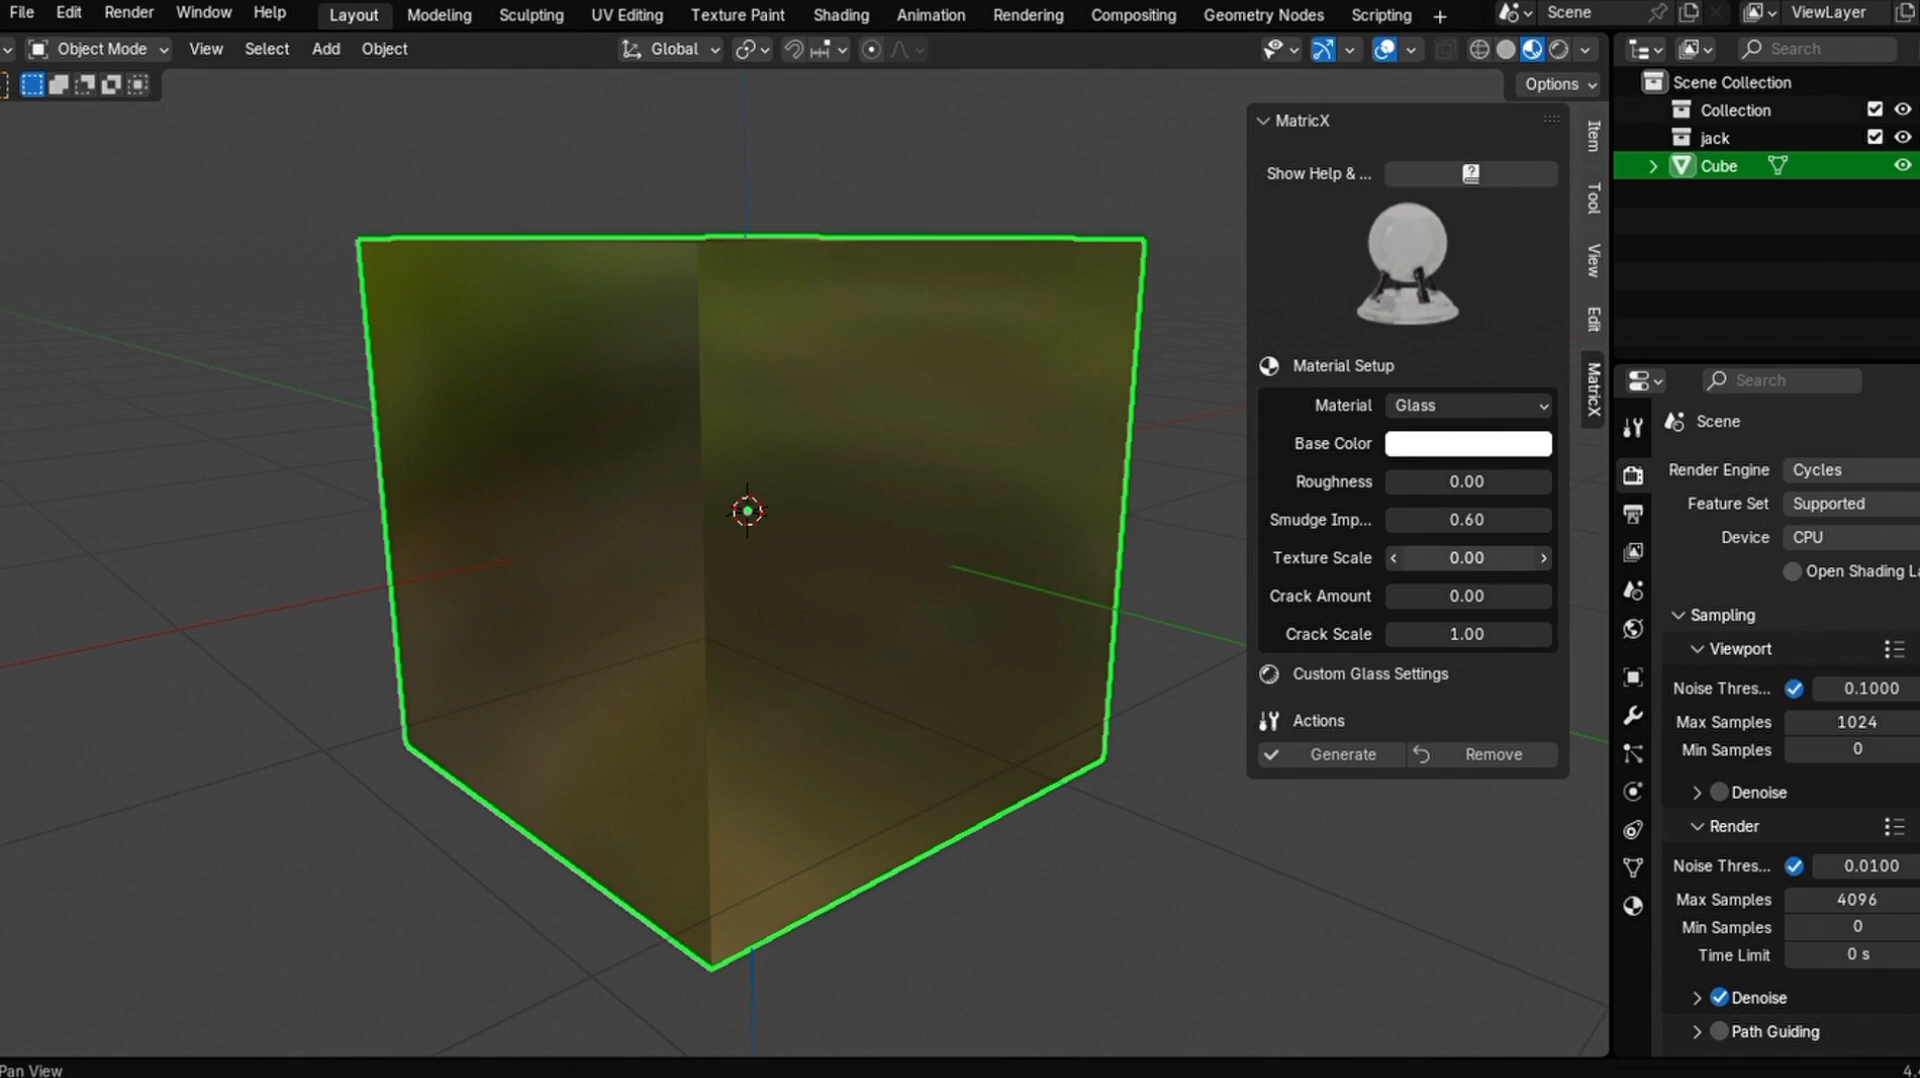 File Edit Render Window Help Layout Modeling Sculpting UV Editing Texture Paint Shading Animation Rendering Compositing Geometry Nodes Scripting + Scene ViewLayer
Object Mode View Select Add Object Global Search
Options
Scene Collection
Collection
jack
Cube
MatricX
Show Help & ...
Item
Tool
View
Edit
MatricX
Material Setup
Material Glass
Base Color
Roughness 0.00
Smudge Imp... 0.60
Texture Scale 0.00
Crack Amount 0.00
Crack Scale 1.00
Custom Glass Settings
Actions
Generate Remove
Search
Scene
Render Engine Cycles
Feature Set Supported
Device CPU
Open Shading La
Sampling
Viewport
Noise Thres... 0.1000
Max Samples 1024
Min Samples 0
Denoise
Render
Noise Thres... 0.0100
Max Samples 4096
Min Samples 0
Time Limit 0 s
Denoise
Path Guiding
Pan View